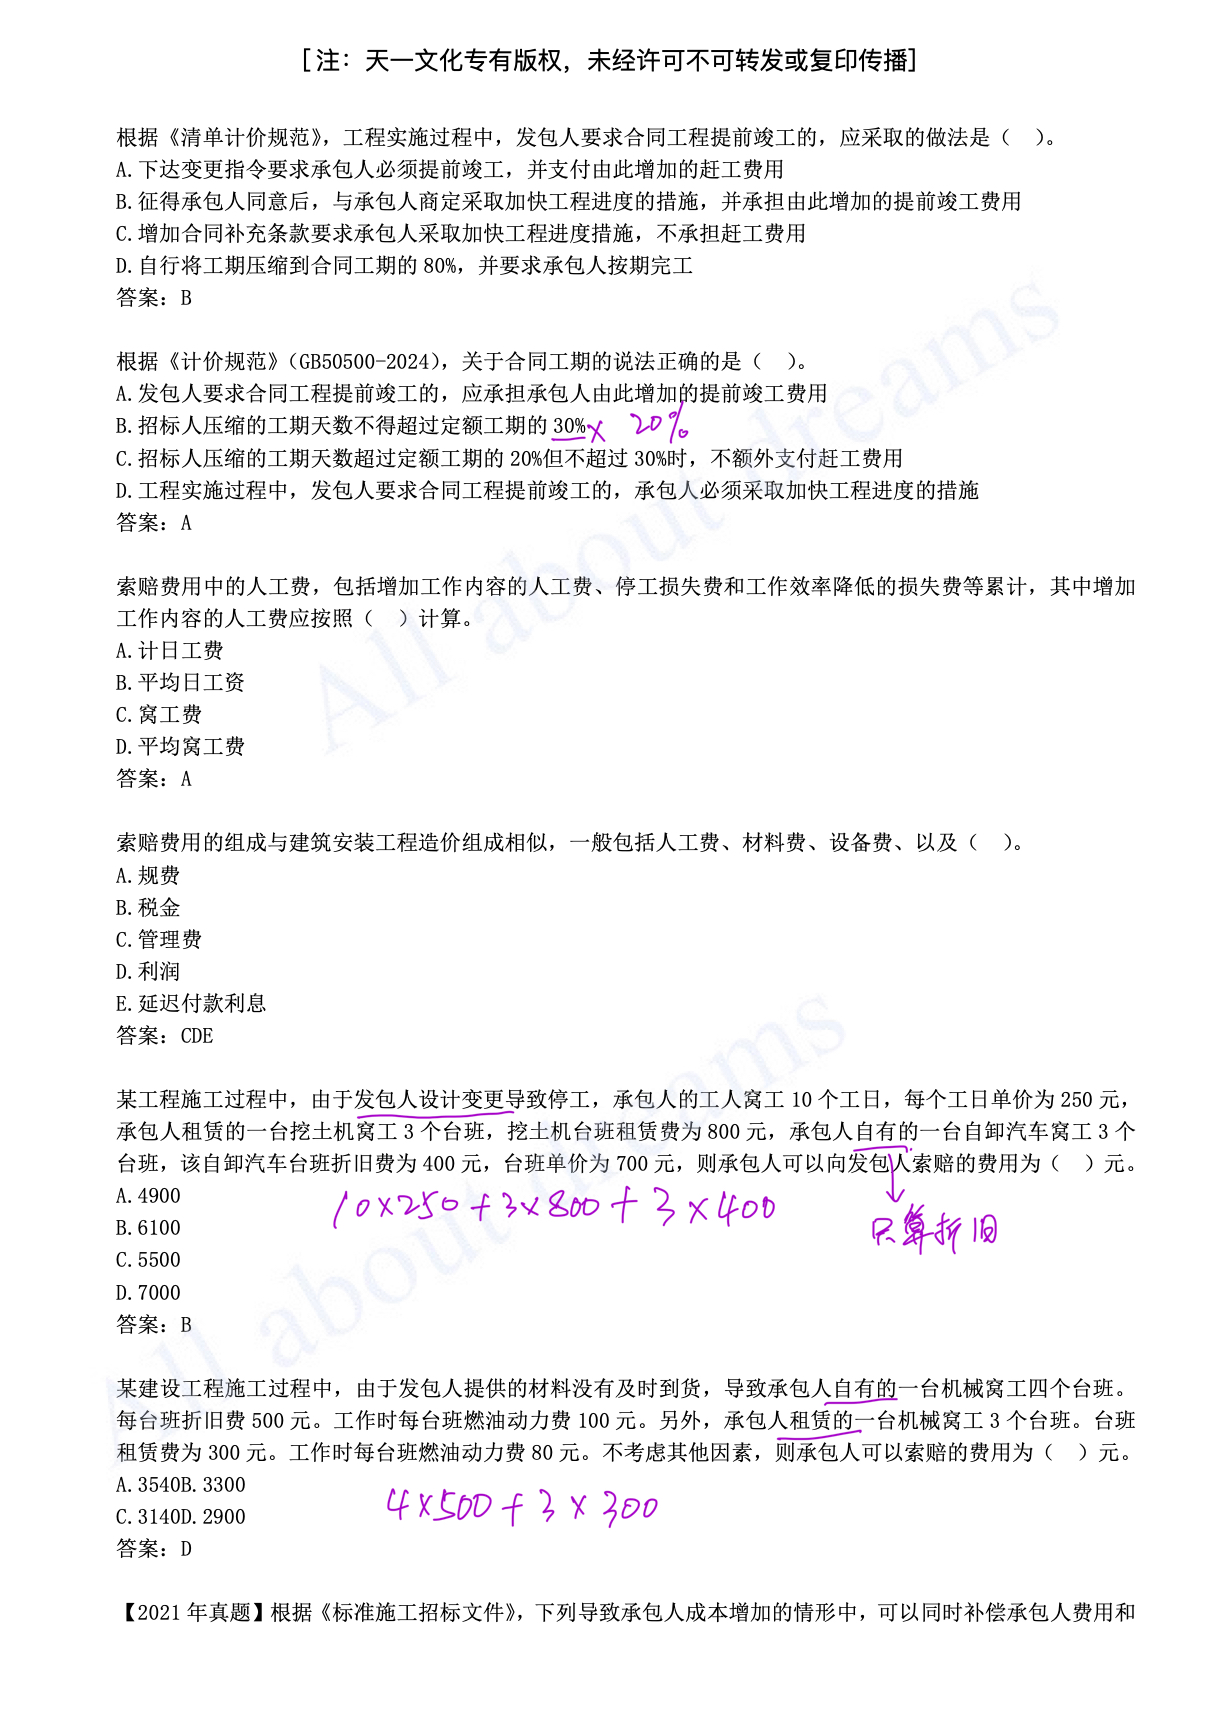 [注：天一文化专有版权，未经许可不可转发或复印传播]
根据《清单计价规范》，工程实施过程中，发包人要求合同工程提前竣工的，应采取的做法是（ ）。
A.下达变更指令要求承包人必须提前竣工，并支付由此增加的赶工费用
B.征得承包人同意后，与承包人商定采取加快工程进度的措施，并承担由此增加的提前竣工费用
C.增加合同补充条款要求承包人采取加快工程进度措施，不承担赶工费用
D.自行将工期压缩到合同工期的 80%，并要求承包人按期完工
答案：B
根据《计价规范》（GB50500-2024），关于合同工期的说法正确的是（ ）。
A.发包人要求合同工程提前竣工的，应承担承包人由此增加的提前竣工费用
B.招标人压缩的工期天数不得超过定额工期的 30%× 20%
C.招标人压缩的工期天数超过定额工期的 20%但不超过 30%时，不额外支付赶工费用
D.工程实施过程中，发包人要求合同工程提前竣工的，承包人必须采取加快工程进度的措施
答案：A
索赔费用中的人工费，包括增加工作内容的人工费、停工损失费和工作效率降低的损失费等累计，其中增加
工作内容的人工费应按照（ ）计算。
A.计日工费
B.平均日工资
C.窝工费
D.平均窝工费
答案：A
索赔费用的组成与建筑安装工程造价组成相似，一般包括人工费、材料费、设备费、以及（ ）。
A.规费
B.税金
C.管理费
D.利润
E.延迟付款利息
答案：CDE
某工程施工过程中，由于发包人设计变更导致停工，承包人的工人窝工 10 个工日，每个工日单价为 250 元，
承包人租赁的一台挖土机窝工 3 个台班，挖土机台班租赁费为 800 元，承包人自有的一台自卸汽车窝工 3 个
台班，该自卸汽车台班折旧费为 400 元，台班单价为 700 元，则承包人可以向发包人索赔的费用为（ ）元。
A.4900
10×250+3×800+3×400
只算折旧
B.6100
C.5500
D.7000
答案：B
某建设工程施工过程中，由于发包人提供的材料没有及时到货，导致承包人自有的一台机械窝工四个台班。
每台班折旧费 500 元。工作时每台班燃油动力费 100 元。另外，承包人租赁的一台机械窝工 3 个台班。台班
租赁费为 300 元。工作时每台班燃油动力费 80 元。不考虑其他因素，则承包人可以索赔的费用为（ ）元。
A.3540B.3300
4×500+3×300
C.3140D.2900
答案：D
【2021 年真题】根据《标准施工招标文件》，下列导致承包人成本增加的情形中，可以同时补偿承包人费用和
All about dreams
All about dreams